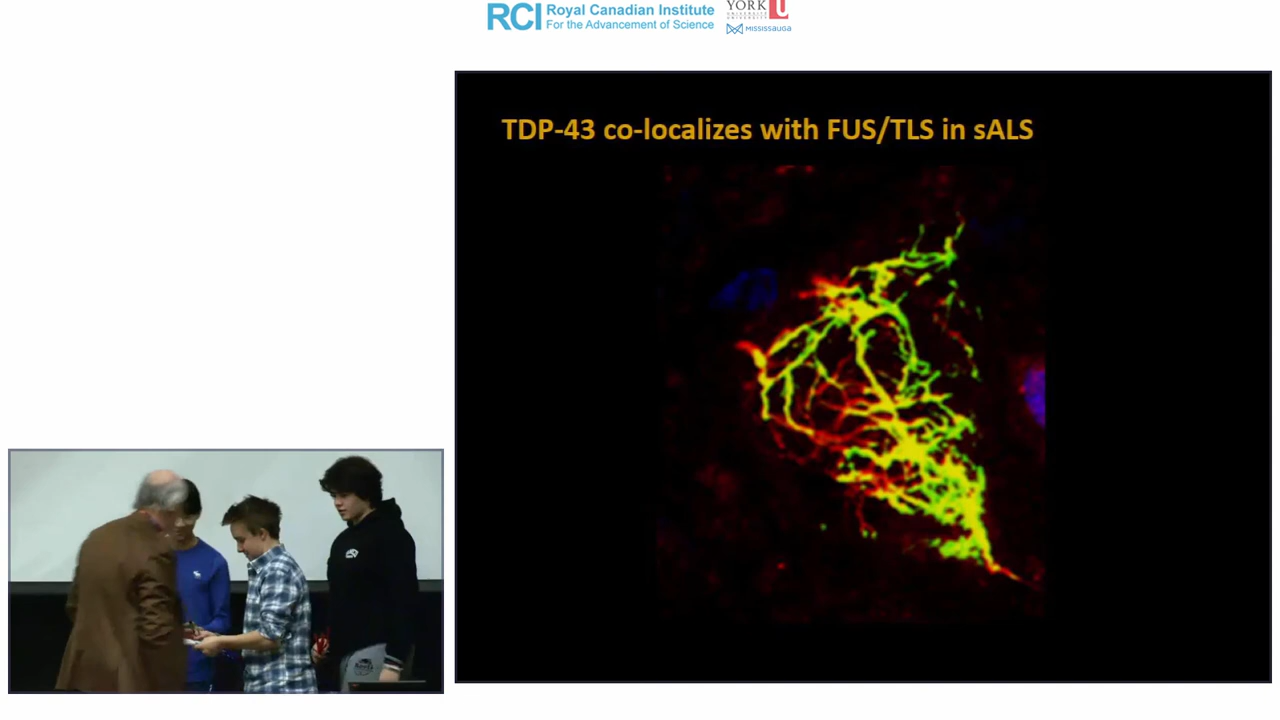 RCI Royal Canadian Institute
For the Advancement of Science
YORK U
MISSISSAUGA
TDP-43 co-localizes with FUS/TLS in sALS